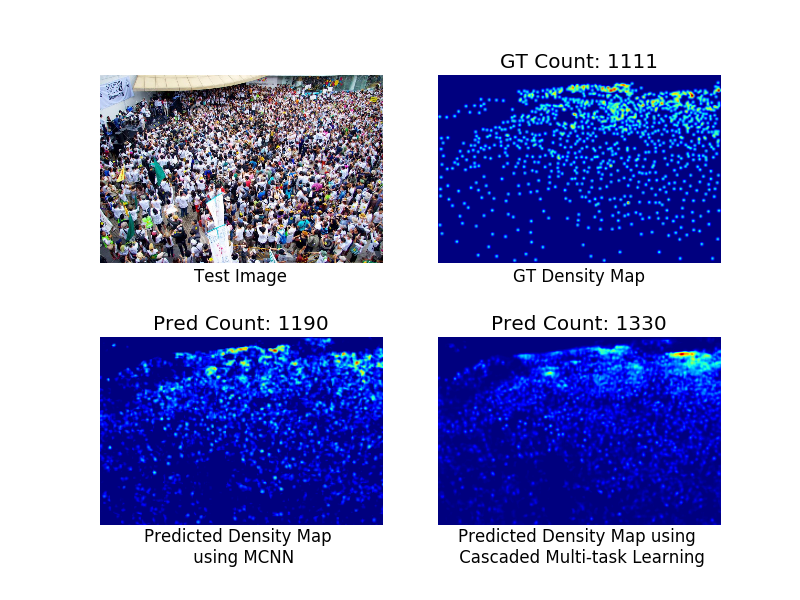 GT Count: 1111
Test Image
GT Density Map
Pred Count: 1190
Pred Count: 1330
Predicted Density Map
using MCNN
Predicted Density Map using
Cascaded Multi-task Learning